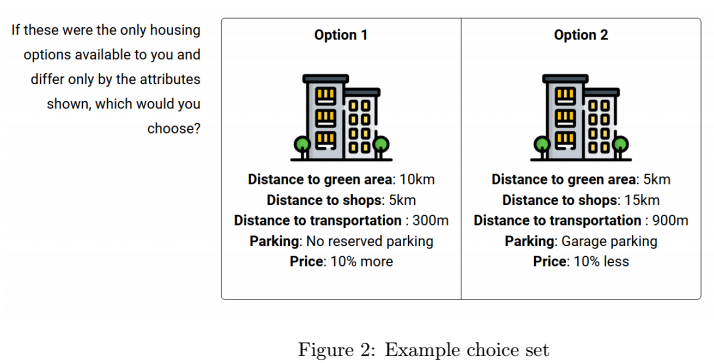 If these were the only housing
options available to you and
differ only by the attributes
shown, which would you
choose?
Option 1
Distance to green area: 10km
Distance to shops: 5km
Distance to transportation : 300m
Parking: No reserved parking
Price: 10% more
Option 2
Distance to green area: 5km
Distance to shops: 15km
Distance to transportation : 900m
Parking: Garage parking
Price: 10% less
Figure 2: Example choice set